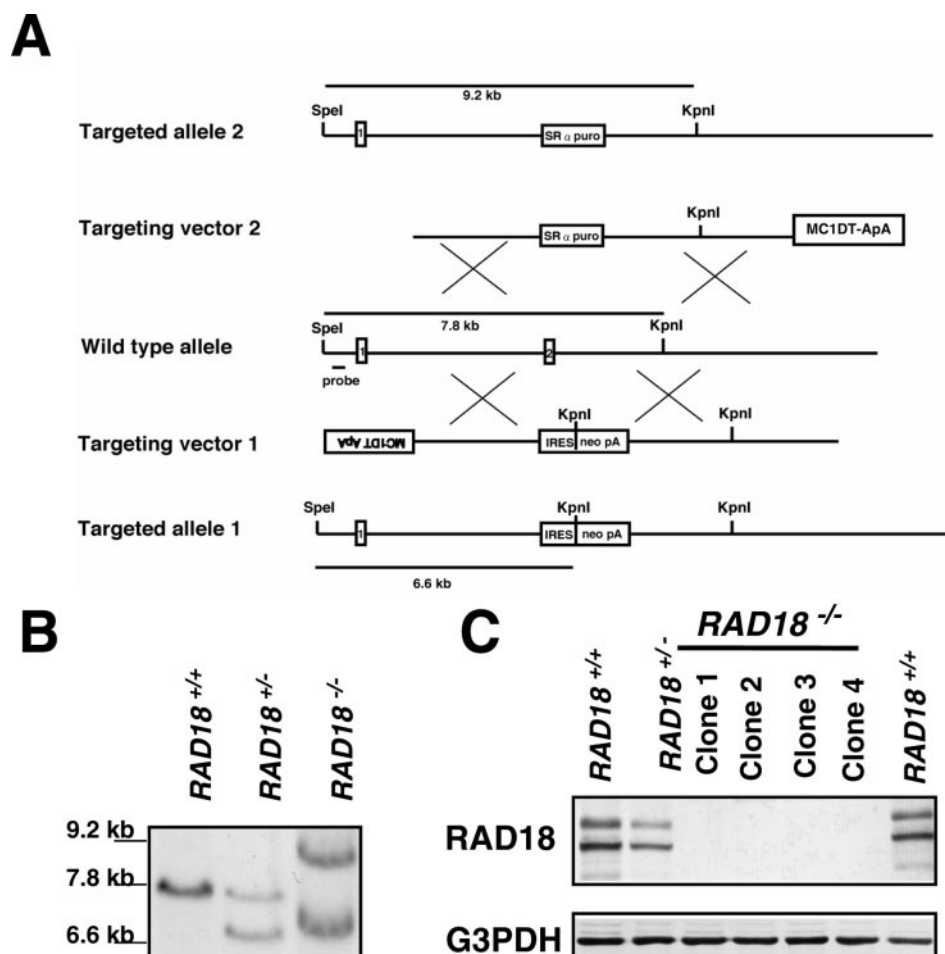 A
9.2 kb
SpeI
KpnI
Targeted allele 2
1
SR α puro
Targeting vector 2
KpnI
SR α puro
MC1DT-ApA
7.8 kb
SpeI
KpnI
Wild type allele
1
2
probe
KpnI
KpnI
Targeting vector 1
MC1DT ApA
IRES
neo pA
SpeI
KpnI
KpnI
Targeted allele 1
1
IRES
neo pA
6.6 kb
B
RAD18 +/+
RAD18 +/-
RAD18 -/-
9.2 kb
7.8 kb
6.6 kb
C
RAD18 -/-
RAD18 +/+
RAD18 +/-
Clone 1
Clone 2
Clone 3
Clone 4
RAD18 +/+
RAD18
G3PDH